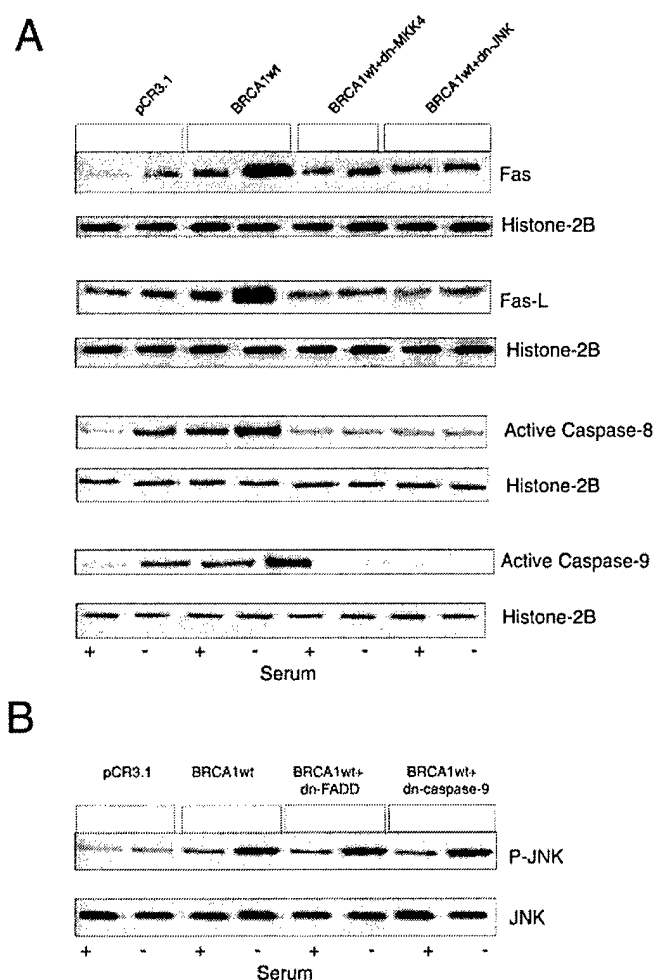 A
pCR3.1
BRCA1wt
BRCA1wt+dn-MKK4
BRCA1wt+dn-JNK
Fas
Histone-2B
Fas-L
Histone-2B
Active Caspase-8
Histone-2B
Active Caspase-9
Histone-2B
+ - + - + - + -
Serum
B
pCR3.1 BRCA1wt BRCA1wt+ BRCA1wt+
dn-FADD dn-caspase-9
P-JNK
JNK
+ - + - + - + -
Serum